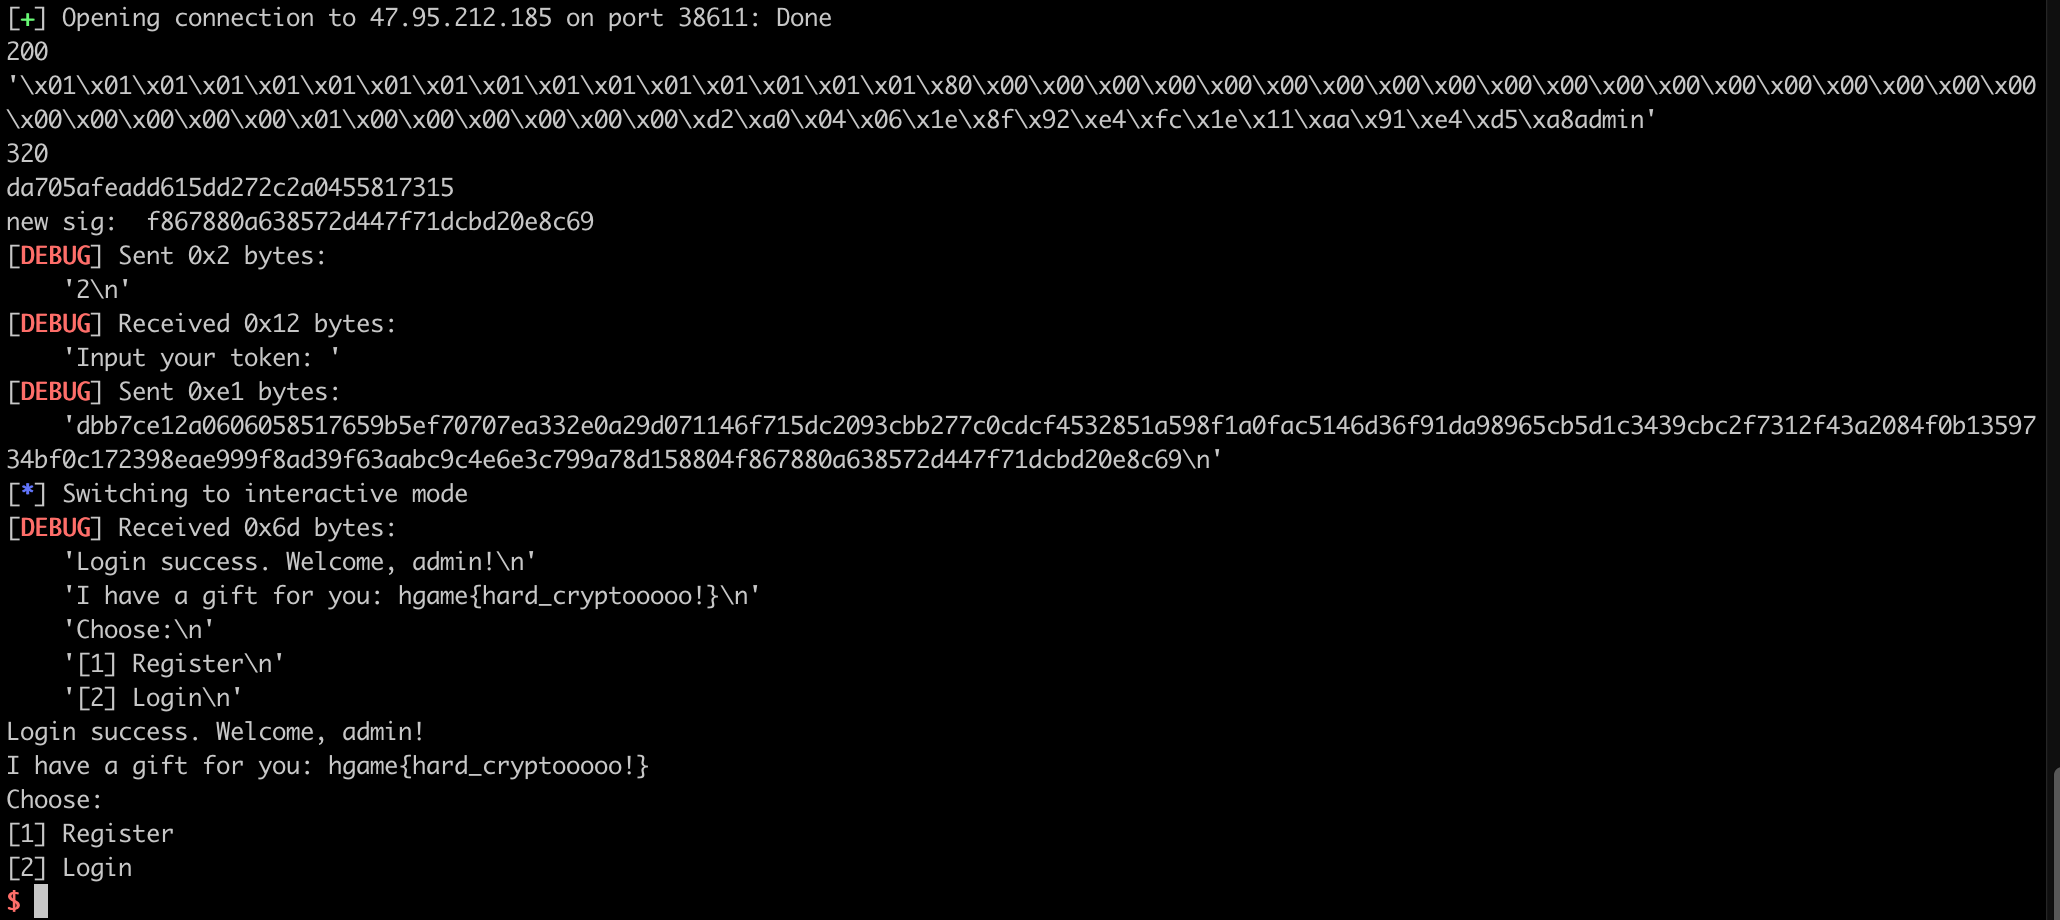 [+] Opening connection to 47.95.212.185 on port 38611: Done
200
'\x01\x01\x01\x01\x01\x01\x01\x01\x01\x01\x01\x01\x01\x01\x01\x01\x80\x00\x00\x00\x00\x00\x00\x00\x00\x00\x00\x00\x00\x00\x00\x00\x00\x00\x00\x00
\x00\x00\x00\x00\x00\x01\x00\x00\x00\x00\x00\x00\xd2\xa0\x04\x06\x1e\x8f\x92\xe4\xfc\x1e\x11\xaa\x91\xe4\xd5\xa8admin'
320
da705afeadd615dd272c2a0455817315
new sig:  f867880a638572d447f71dcbd20e8c69
[DEBUG] Sent 0x2 bytes:
    '2\n'
[DEBUG] Received 0x12 bytes:
    'Input your token: '
[DEBUG] Sent 0xe1 bytes:
    'dbb7ce12a0606058517659b5ef70707ea332e0a29d071146f715dc2093cbb277c0cdcf4532851a598f1a0fac5146d36f91da98965cb5d1c3439cbc2f7312f43a2084f0b13597
34bf0c172398eae999f8ad39f63aabc9c4e6e3c799a78d158804f867880a638572d447f71dcbd20e8c69\n'
[*] Switching to interactive mode
[DEBUG] Received 0x6d bytes:
    'Login success. Welcome, admin!\n'
    'I have a gift for you: hgame{hard_cryptooooo!}\n'
    'Choose:\n'
    '[1] Register\n'
    '[2] Login\n'
Login success. Welcome, admin!
I have a gift for you: hgame{hard_cryptooooo!}
Choose:
[1] Register
[2] Login
$